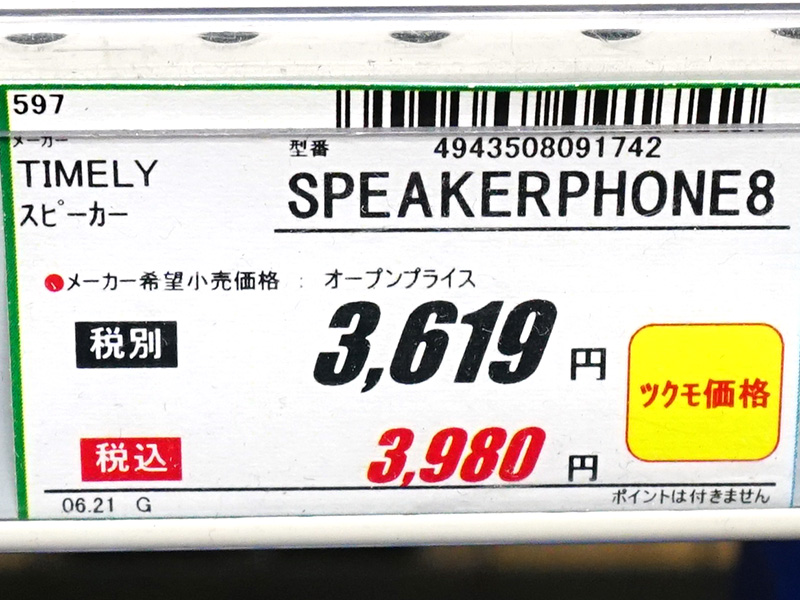 597
メーカー
TIMELY
スピーカー
型番
4943508091742
SPEAKERPHONE8
●メーカー希望小売価格 : オープンプライス
税別 3,619 円
ツクモ価格
税込 3,980 円
06.21 G
ポイントは付きません